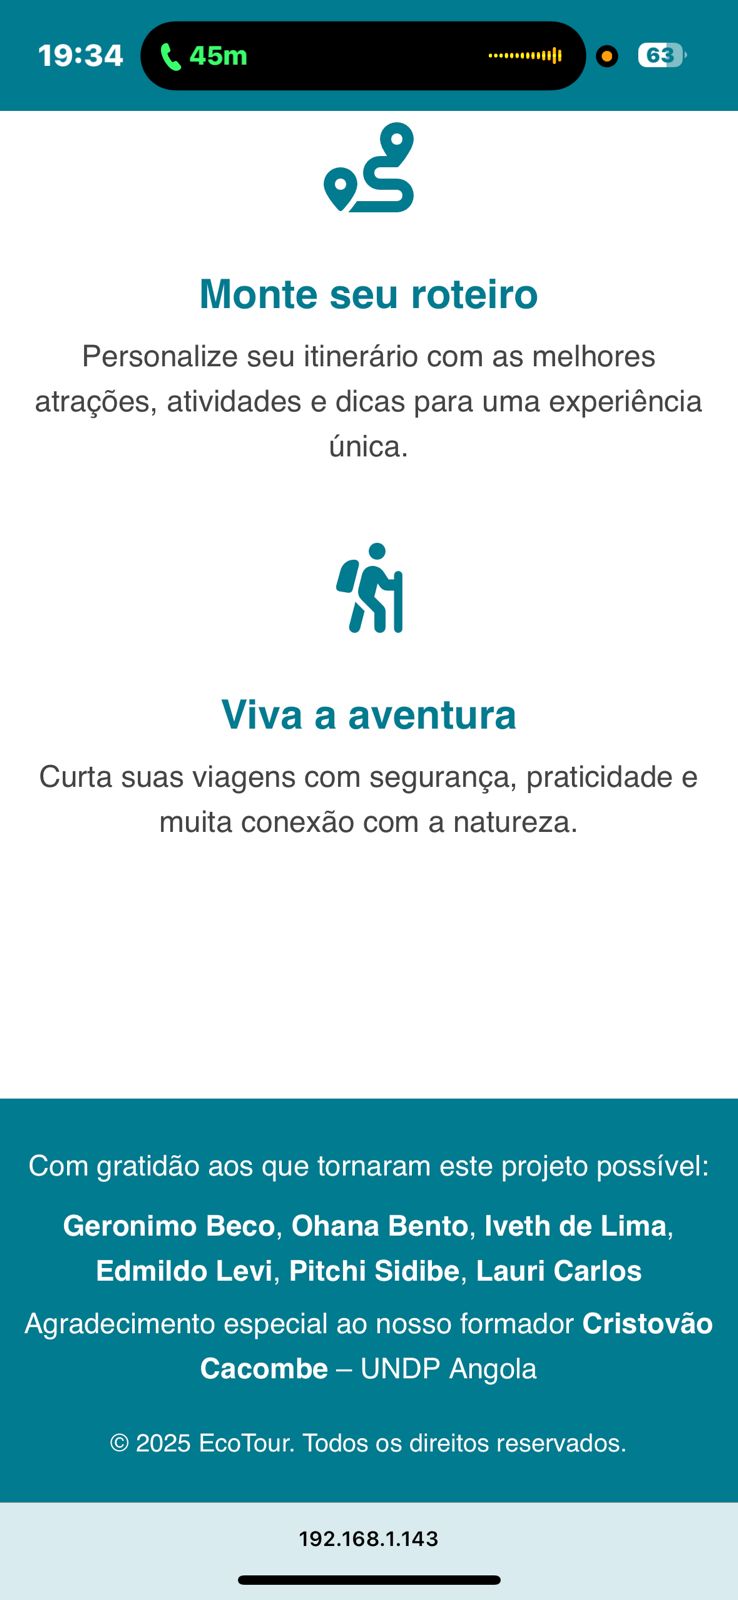 19:34
45m
63
Monte seu roteiro
Personalize seu itinerário com as melhores
atrações, atividades e dicas para uma experiência
única.
Viva a aventura
Curta suas viagens com segurança, praticidade e
muita conexão com a natureza.
Com gratidão aos que tornaram este projeto possível:
Geronimo Beco, Ohana Bento, Iveth de Lima,
Edmildo Levi, Pitchi Sidibe, Lauri Carlos
Agradecimento especial ao nosso formador Cristovão
Cacombe – UNDP Angola
© 2025 EcoTour. Todos os direitos reservados.
192.168.1.143